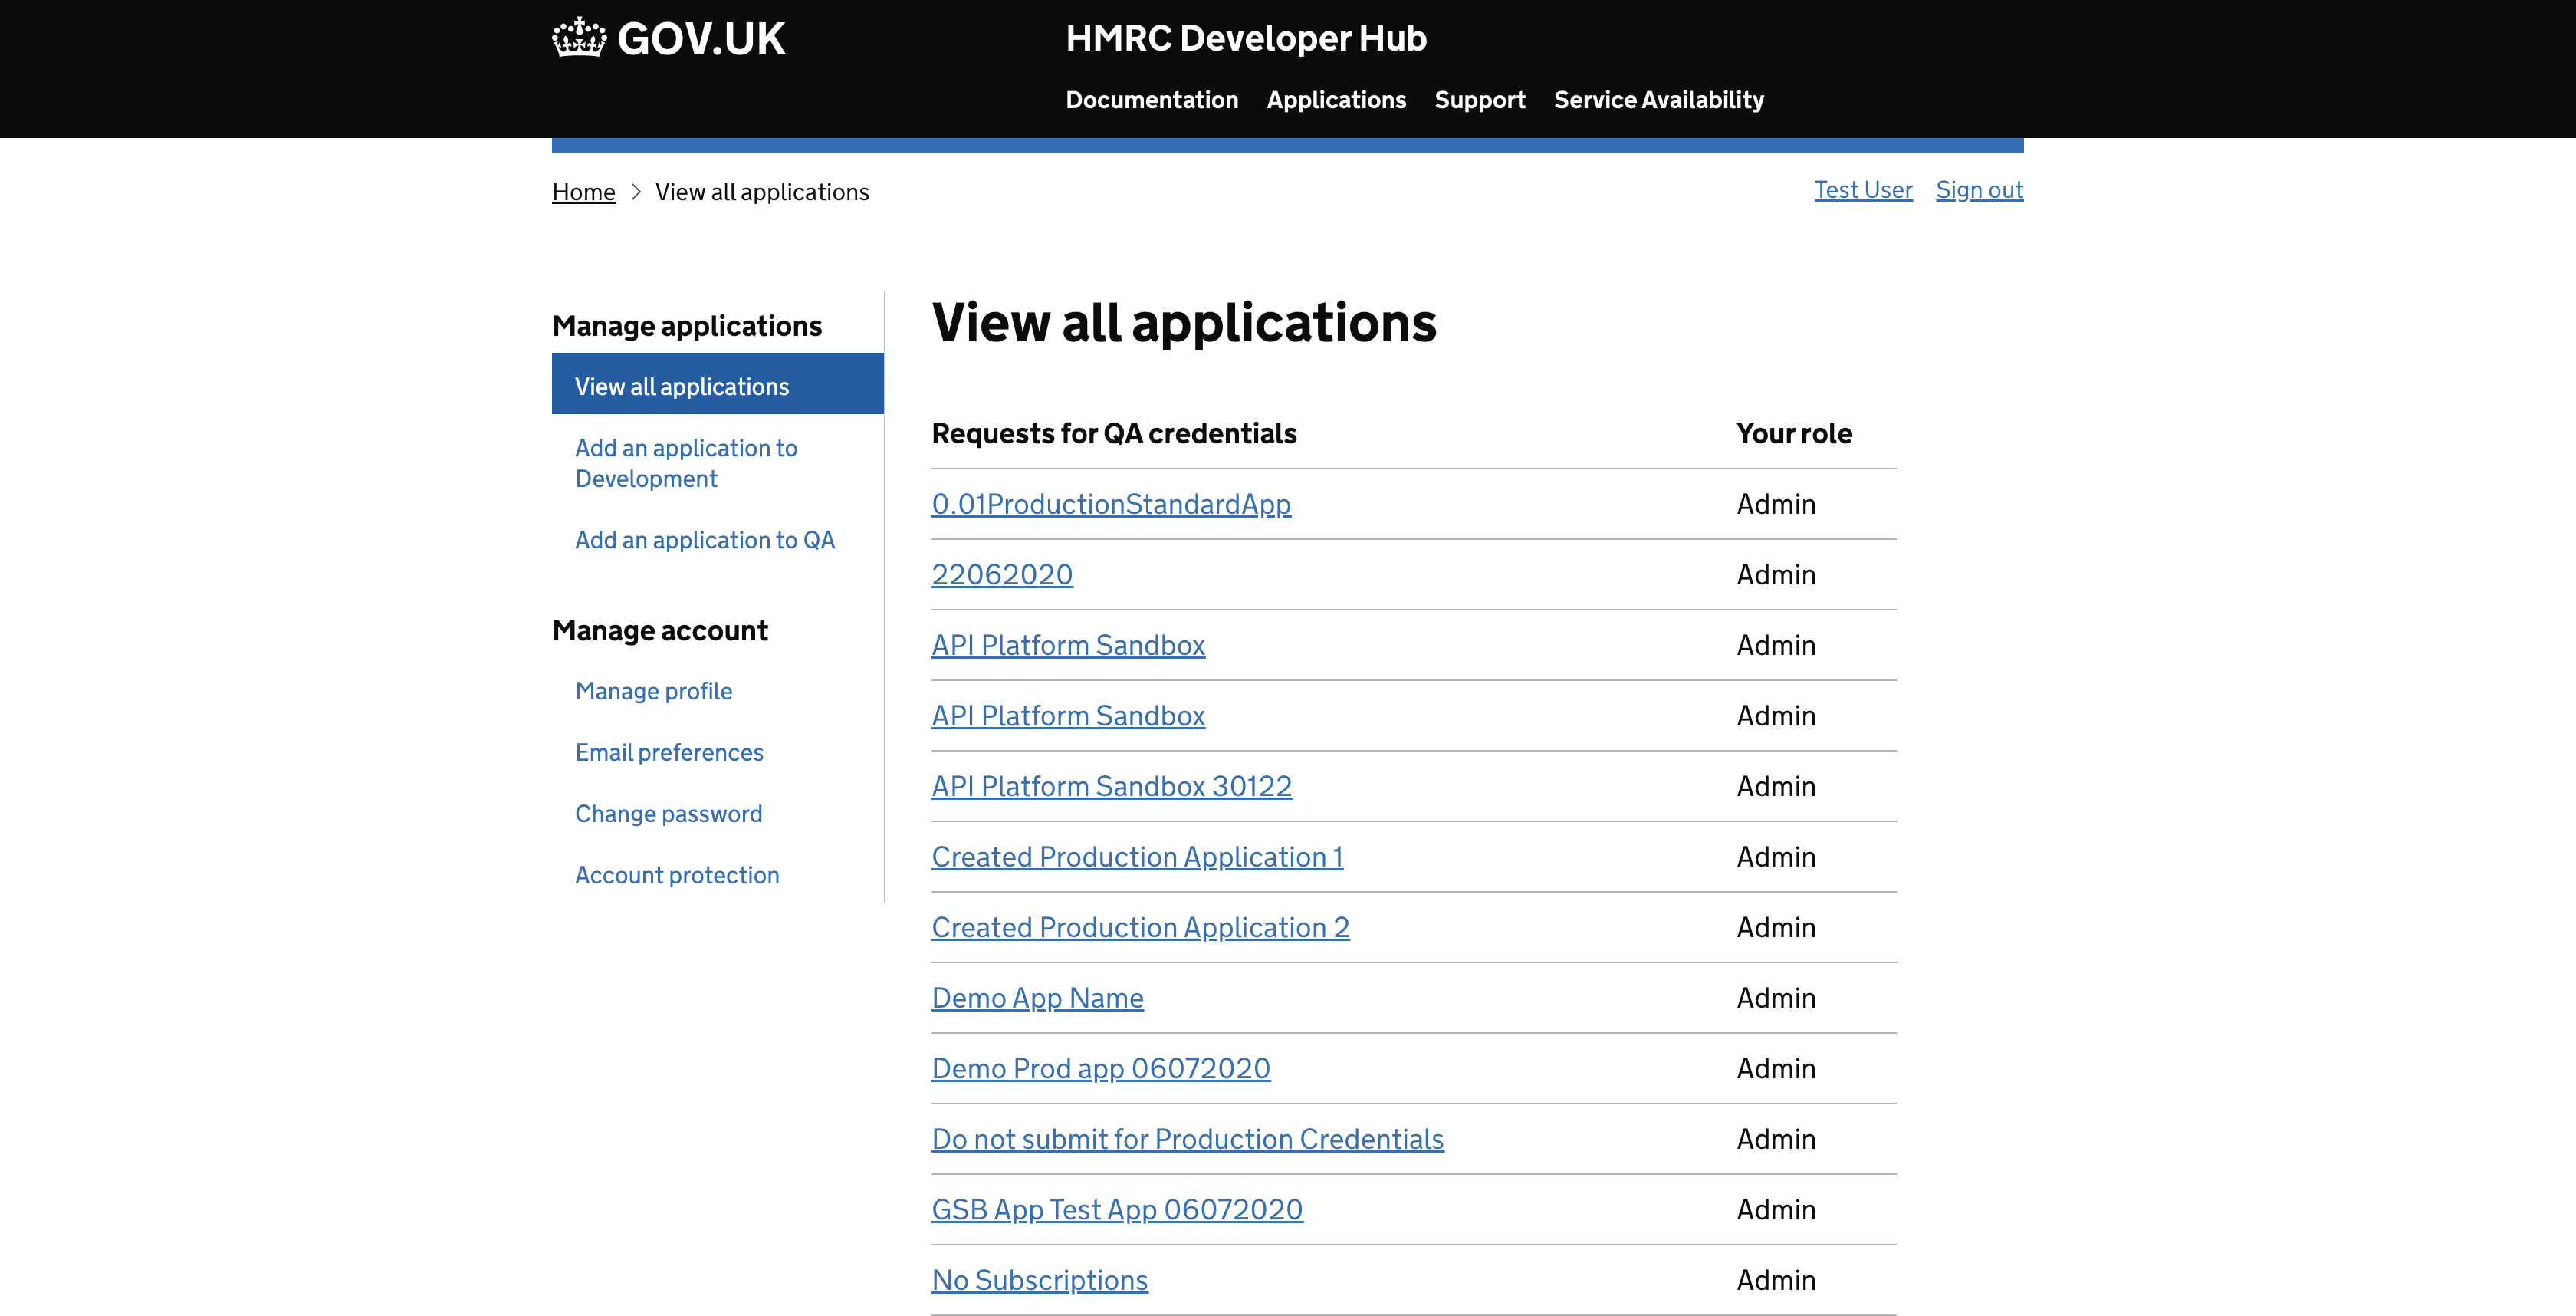 GOV.UK
HMRC Developer Hub
Documentation Applications Support Service Availability
Home > View all applications
Test User Sign out
Manage applications
View all applications
Add an application to
Development
Add an application to QA
Manage account
Manage profile
Email preferences
Change password
Account protection
View all applications
Requests for QA credentials Your role
0.01ProductionStandardApp Admin
22062020 Admin
API Platform Sandbox Admin
API Platform Sandbox Admin
API Platform Sandbox 30122 Admin
Created Production Application 1 Admin
Created Production Application 2 Admin
Demo App Name Admin
Demo Prod app 06072020 Admin
Do not submit for Production Credentials Admin
GSB App Test App 06072020 Admin
No Subscriptions Admin